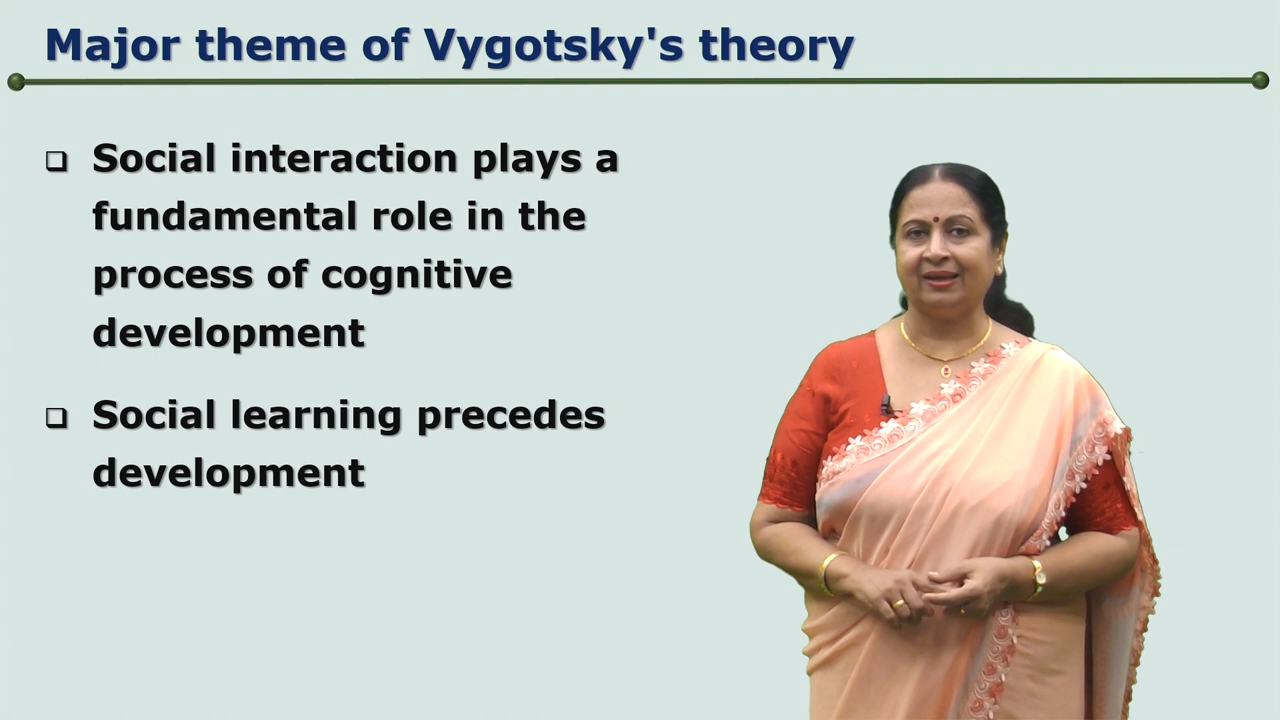 Major theme of Vygotsky's theory
Social interaction plays a
fundamental role in the
process of cognitive
development
Social learning precedes
development